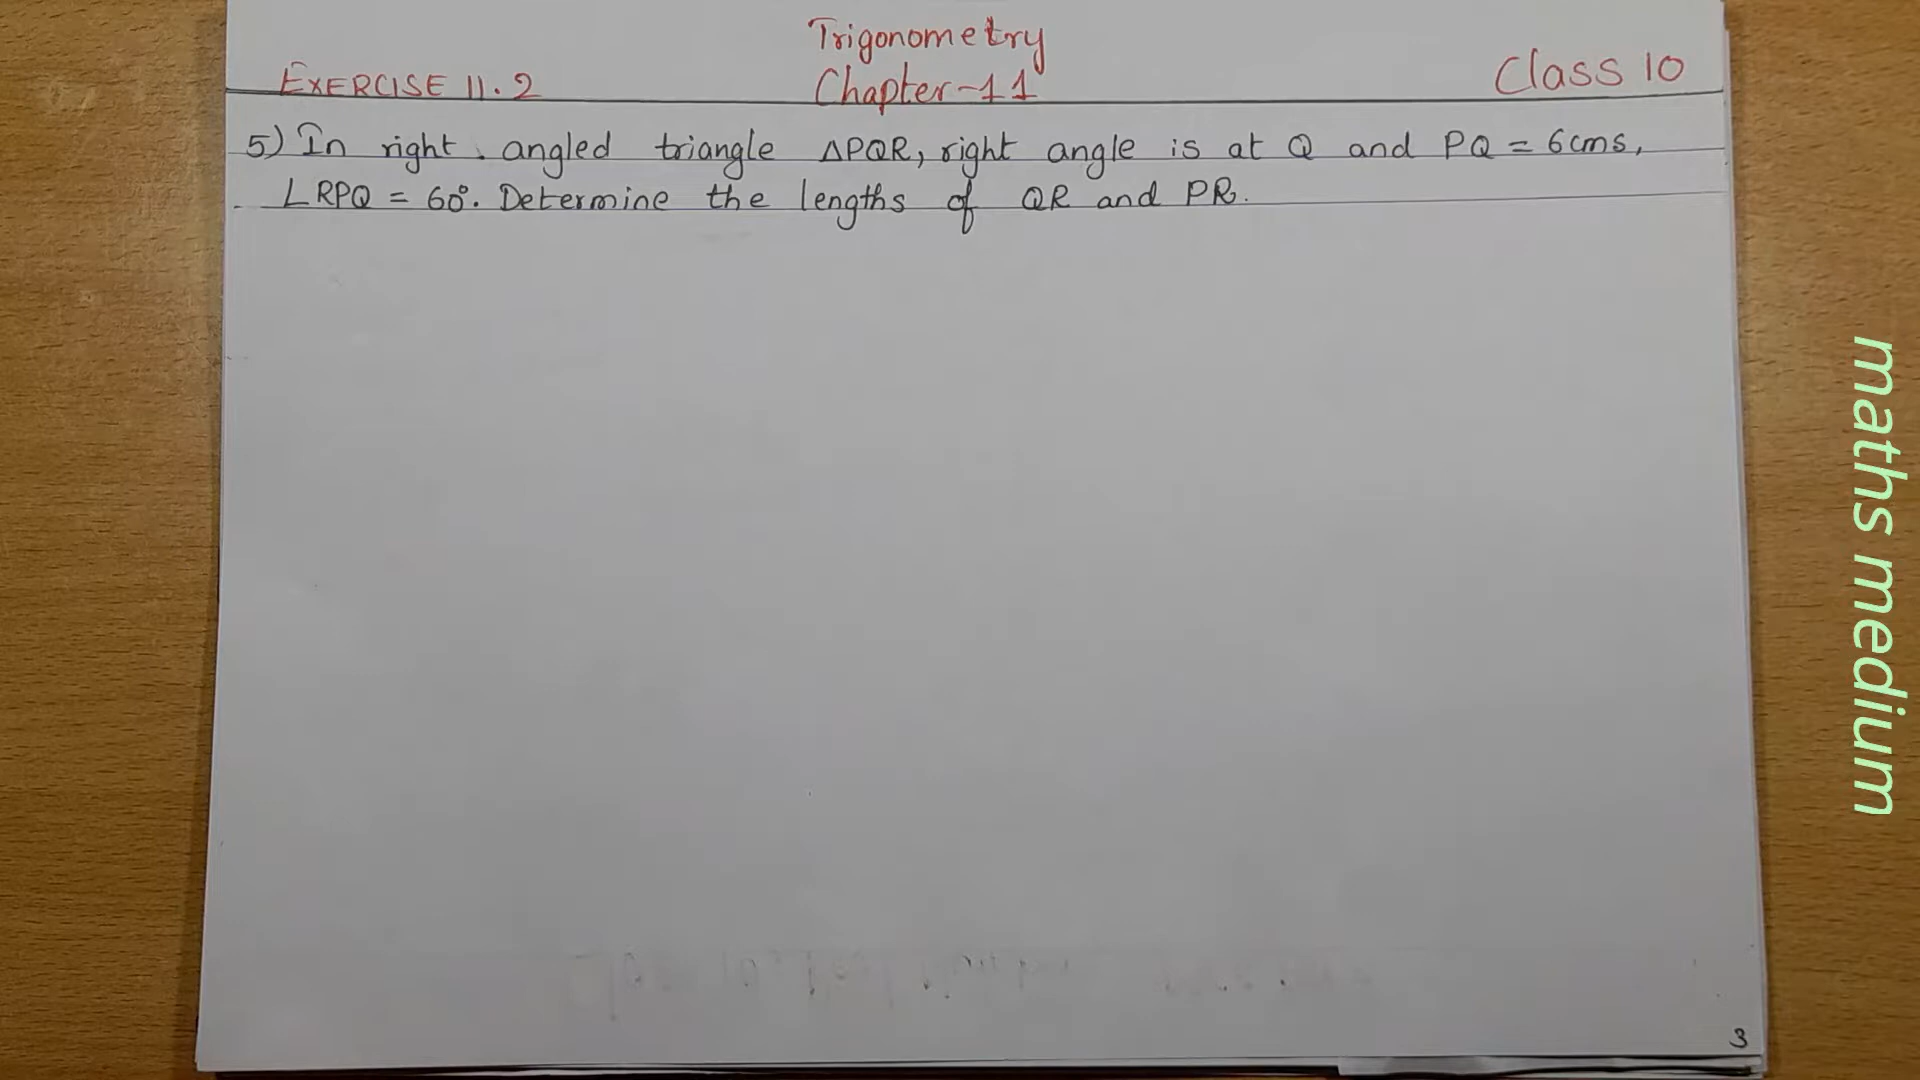 Trigonometry
EXERCISE 11.2 Chapter-11 Class 10
5) In right angled triangle ΔPQR, right angle is at Q and PQ = 6cms,
∠RPQ = 60°. Determine the lengths of QR and PR.
maths medium
3